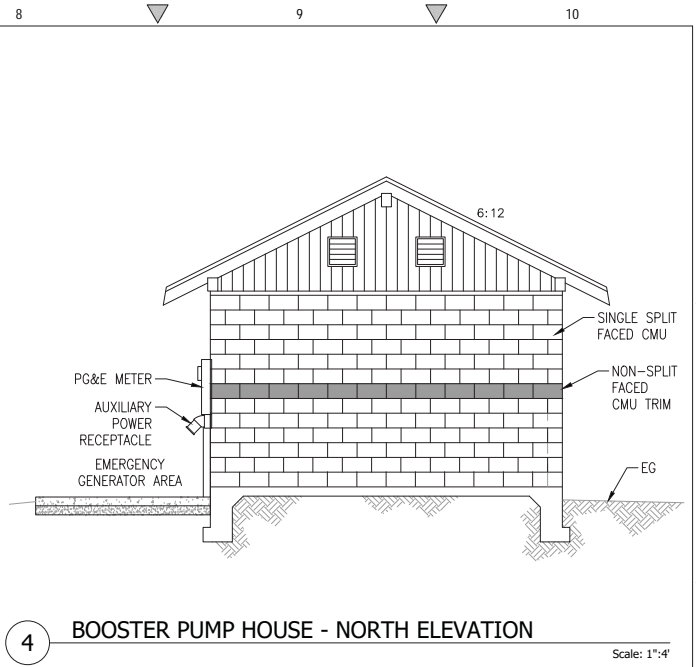 8 9 10
6:12
SINGLE SPLIT
FACED CMU
NON-SPLIT
FACED
CMU TRIM
PG&E METER
AUXILIARY
POWER
RECEPTACLE
EMERGENCY
GENERATOR AREA
EG
4 BOOSTER PUMP HOUSE - NORTH ELEVATION
Scale: 1":4'